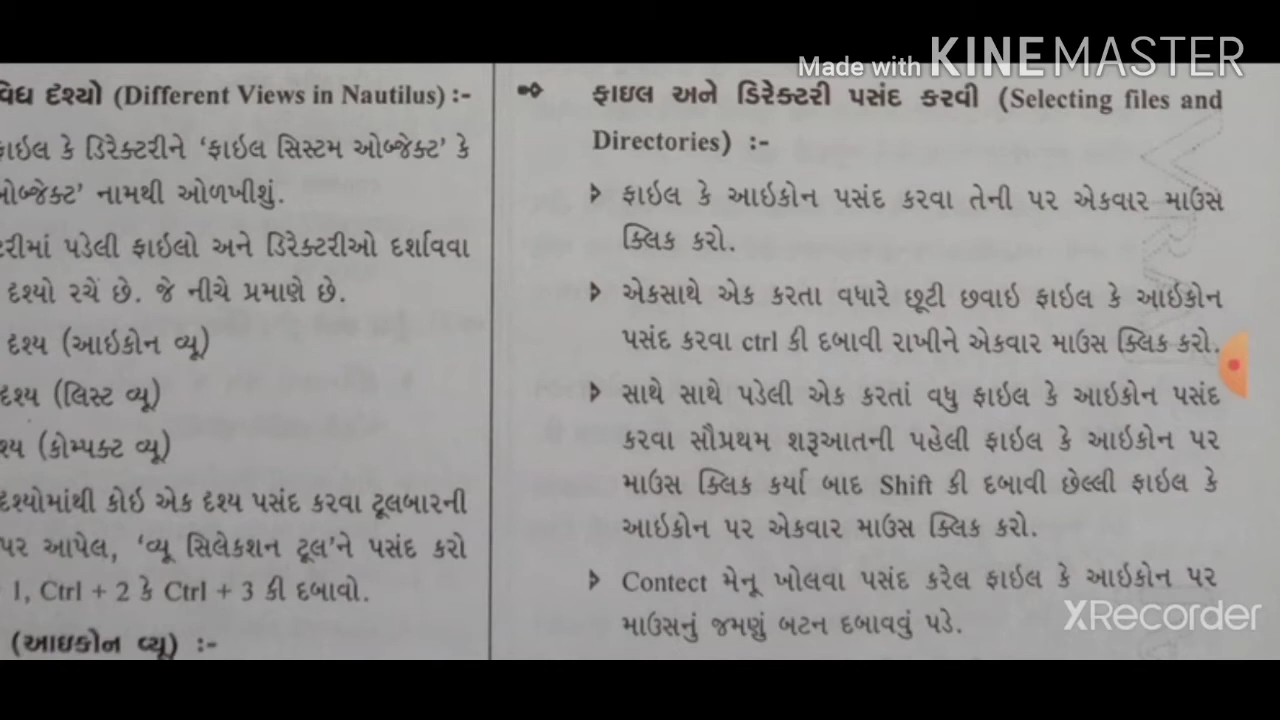 Made with KINEMASTER
વિધ દશ્યો (Different Views in Nautilus) :-
ફાઇલ કે ડિરેક્ટરીને 'ફાઇલ સિસ્ટમ ઓબ્જેક્ટ' કે
ઓબ્જેક્ટ' નામથી ઓળખીશું.
ટરીમાં પડેલી ફાઇલો અને ડિરેક્ટરીઓ દર્શાવવા
દશ્યો રચેં છે. જે નીચે પ્રમાણે છે.
દશ્ય (આઇકોન વ્યૂ)
દશ્ય (લિસ્ટ વ્યૂ)
શ્ય (કોમ્પક્ટ વ્યૂ)
દશ્યોમાંથી કોઇ એક દશ્ય પસંદ કરવા ટૂલબારની
પર આપેલ, 'વ્યૂ સિલેકશન ટૂલ'ને પસંદ કરો
1, Ctrl + 2 કે Ctrl + 3 કી દબાવો.
(આઇકોન વ્યૂ) :-
ફાઇલ અને ડિરેક્ટરી પસંદ કરવી (Selecting files and
Directories) :-
ફાઇલ કે આઇકોન પસંદ કરવા તેની પર એકવાર માઉસ
ક્લિક કરો.
એકસાથે એક કરતા વધારે છૂટી છવાઇ ફાઇલ કે આઇકોન
પસંદ કરવા ctrl કી દબાવી રાખીને એકવાર માઉસ ક્લિક કરો.
સાથે સાથે પડેલી એક કરતાં વધુ ફાઇલ કે આઇકોન પસંદ
કરવા સૌપ્રથમ શરૂઆતની પહેલી ફાઇલ કે આઇકોન પર
માઉસ ક્લિક કર્યા બાદ Shift કી દબાવી છેલ્લી ફાઇલ કે
આઇકોન પર એકવાર માઉસ ક્લિક કરો.
Contect મેનૂ ખોલવા પસંદ કરેલ ફાઇલ કે આઇકોન પર
માઉસનું જમણું બટન દબાવવું પડે.
XRecorder